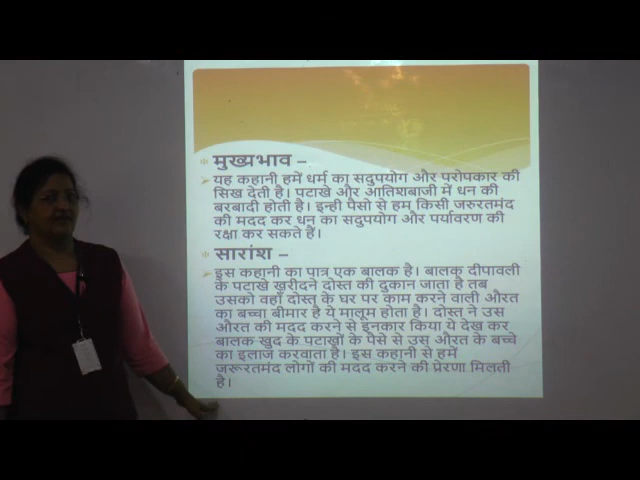 मुख्यभाव –
यह कहानी हमें धर्म का सदुपयोग और परोपकार की
सिख देती है। पटाखे और आतिशबाजी में धन की
बरबादी होती है। इन्ही पैसो से हम किसी जरुरतमंद
की मदद कर धन का सदुपयोग और पर्यावरण की
रक्षा कर सकते हैं।
सारांश –
इस कहानी का पात्र एक बालक है। बालक दीपावली
के पटाखे खरीदने दोस्त की दुकान जाता है तब
उसको वहाँ दोस्त के घर पर काम करने वाली औरत
का बच्चा बीमार है ये मालूम होता है। दोस्त ने उस
औरत की मदद करने से इनकार किया ये देख कर
बालक खुद के पटाखों के पैसे से उस औरत के बच्चे
का इलाज करवाता है। इस कहानी से हमें
जरूरतमंद लोगों की मदद करने की प्रेरणा मिलती
है।